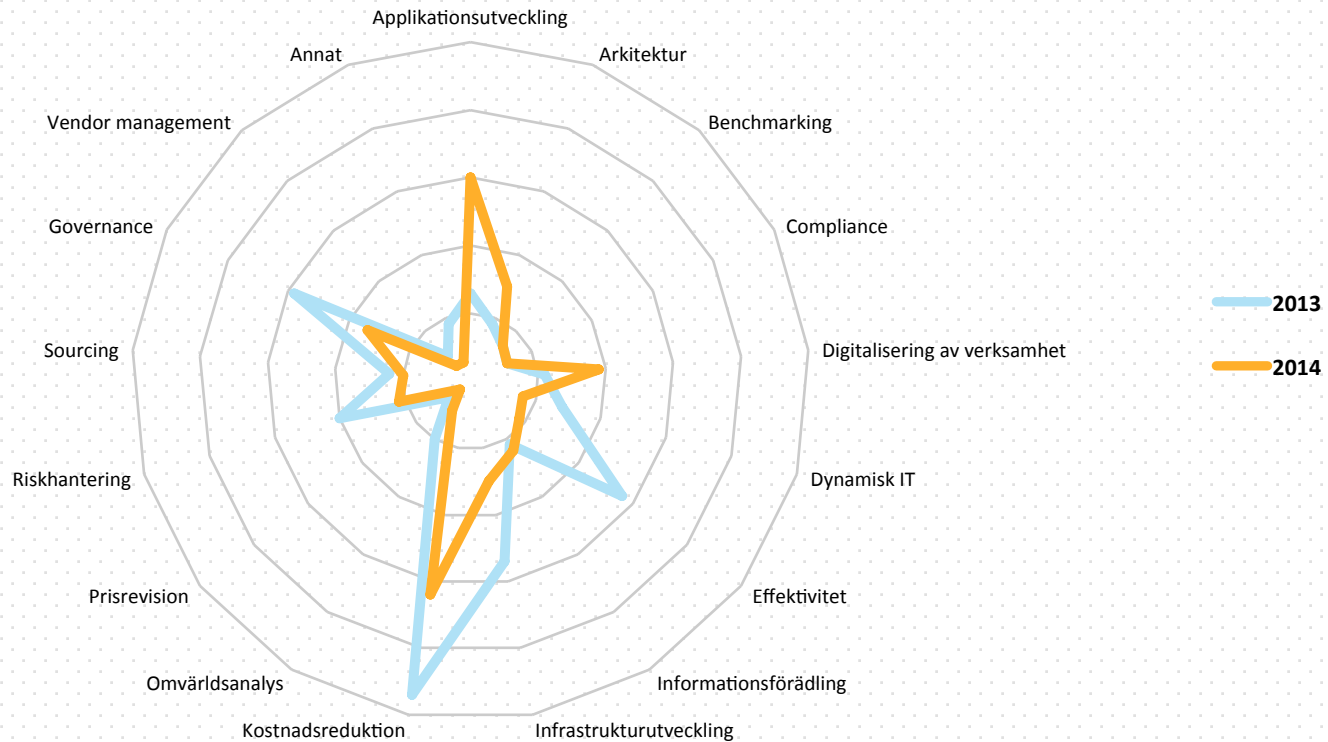 Applikationsutveckling
Annat
Arkitektur
Vendor management
Benchmarking
Governance
Compliance
2013
Sourcing
Digitalisering av verksamhet
2014
Riskhantering
Dynamisk IT
Prisrevision
Effektivitet
Omvärldsanalys
Informationsförädling
Kostnadsreduktion
Infrastrukturutveckling